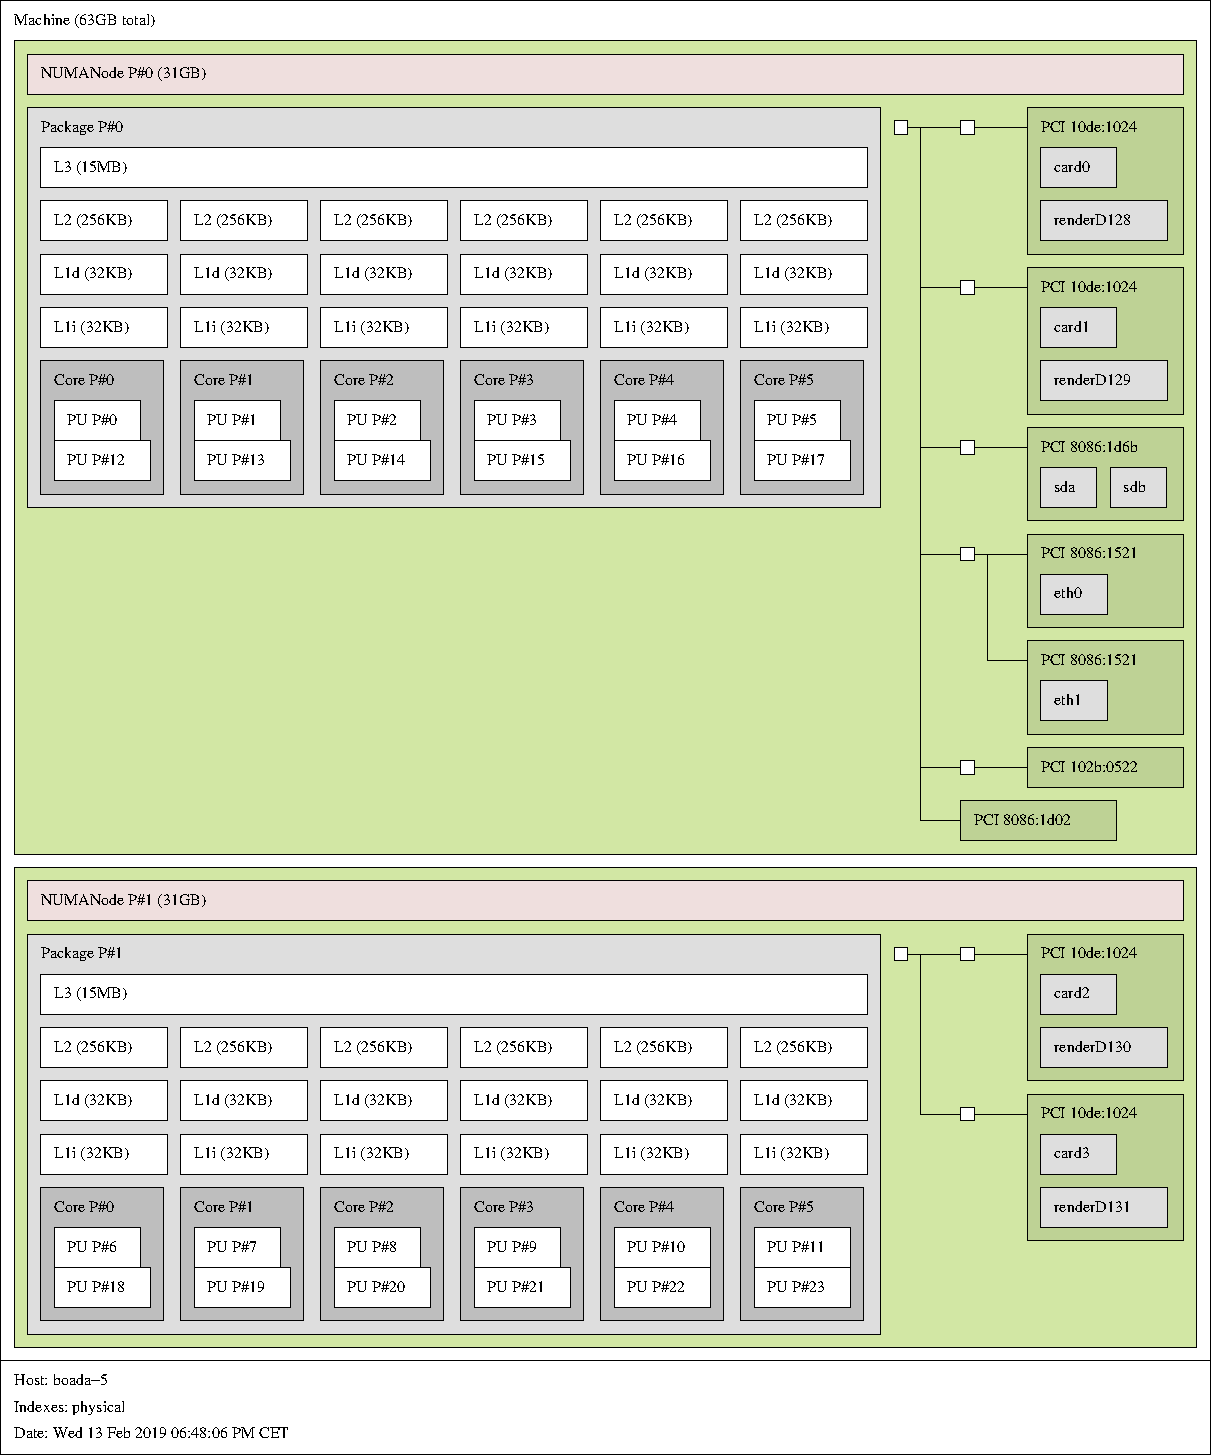 Machine (63GB total)
NUMANode P#0 (31GB)
Package P#0
L3 (15MB)
L2 (256KB) L2 (256KB) L2 (256KB) L2 (256KB) L2 (256KB) L2 (256KB)
L1d (32KB) L1d (32KB) L1d (32KB) L1d (32KB) L1d (32KB) L1d (32KB)
L1i (32KB) L1i (32KB) L1i (32KB) L1i (32KB) L1i (32KB) L1i (32KB)
Core P#0 Core P#1 Core P#2 Core P#3 Core P#4 Core P#5
PU P#0 PU P#1 PU P#2 PU P#3 PU P#4 PU P#5
PU P#12 PU P#13 PU P#14 PU P#15 PU P#16 PU P#17
PCI 10de:1024
card0
renderD128
PCI 10de:1024
card1
renderD129
PCI 8086:1d6b
sda sdb
PCI 8086:1521
eth0
PCI 8086:1521
eth1
PCI 102b:0522
PCI 8086:1d02
NUMANode P#1 (31GB)
Package P#1
L3 (15MB)
L2 (256KB) L2 (256KB) L2 (256KB) L2 (256KB) L2 (256KB) L2 (256KB)
L1d (32KB) L1d (32KB) L1d (32KB) L1d (32KB) L1d (32KB) L1d (32KB)
L1i (32KB) L1i (32KB) L1i (32KB) L1i (32KB) L1i (32KB) L1i (32KB)
Core P#0 Core P#1 Core P#2 Core P#3 Core P#4 Core P#5
PU P#6 PU P#7 PU P#8 PU P#9 PU P#10 PU P#11
PU P#18 PU P#19 PU P#20 PU P#21 PU P#22 PU P#23
PCI 10de:1024
card2
renderD130
PCI 10de:1024
card3
renderD131
Host: boada−5
Indexes: physical
Date: Wed 13 Feb 2019 06:48:06 PM CET